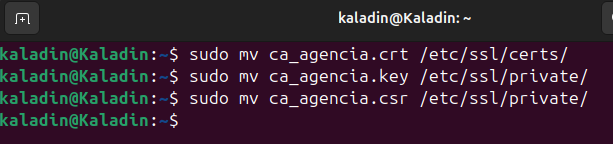 kaladin@Kaladin: ~
kaladin@Kaladin:~$ sudo mv ca_agencia.crt /etc/ssl/certs/
kaladin@Kaladin:~$ sudo mv ca_agencia.key /etc/ssl/private/
kaladin@Kaladin:~$ sudo mv ca_agencia.csr /etc/ssl/private/
kaladin@Kaladin:~$